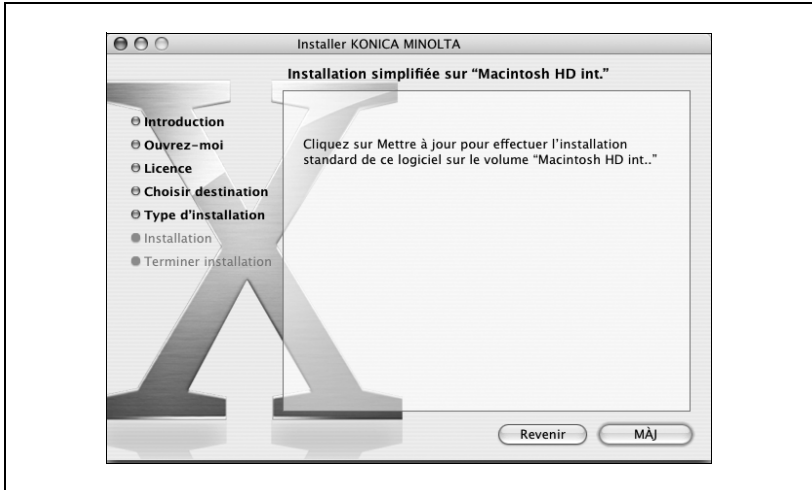 Installer KONICA MINOLTA
Installation simplifiée sur “Macintosh HD int.”
Introduction
Ouvrez-moi
Licence
Choisir destination
Type d’installation
Installation
Terminer installation
Cliquez sur Mettre à jour pour effectuer l’installation
standard de ce logiciel sur le volume “Macintosh HD int..”
Revenir
MÀJ